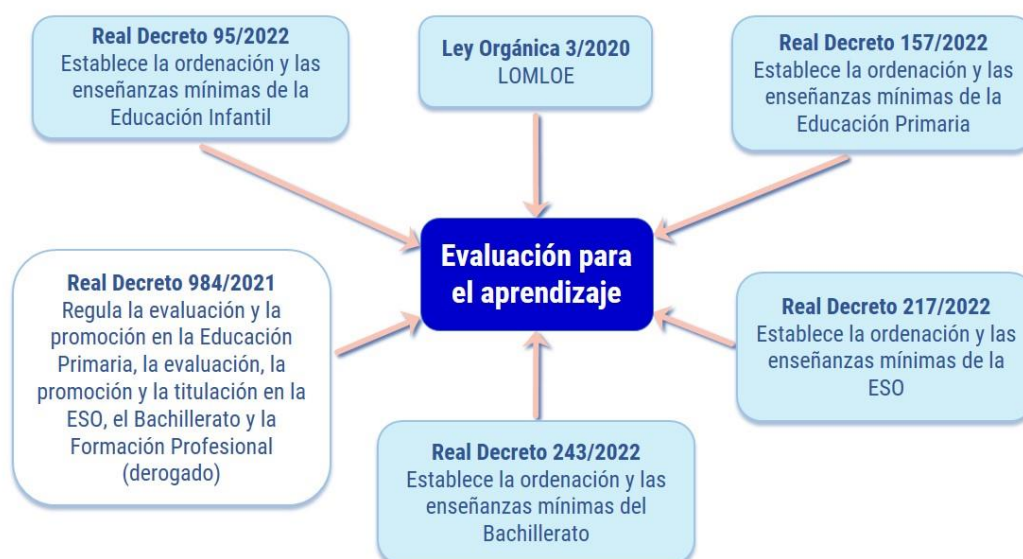 Real Decreto 95/2022
Establece la ordenación y las
enseñanzas mínimas de la
Educación Infantil
Ley Orgánica 3/2020
LOMLOE
Real Decreto 157/2022
Establece la ordenación y las
enseñanzas mínimas de la
Educación Primaria
Evaluación para
el aprendizaje
Real Decreto 984/2021
Regula la evaluación y la
promoción en la Educación
Primaria, la evaluación, la
promoción y la titulación en la
ESO, el Bachillerato y la
Formación Profesional
(derogado)
Real Decreto 217/2022
Establece la ordenación y las
enseñanzas mínimas de la
ESO
Real Decreto 243/2022
Establece la ordenación y las
enseñanzas mínimas del
Bachillerato